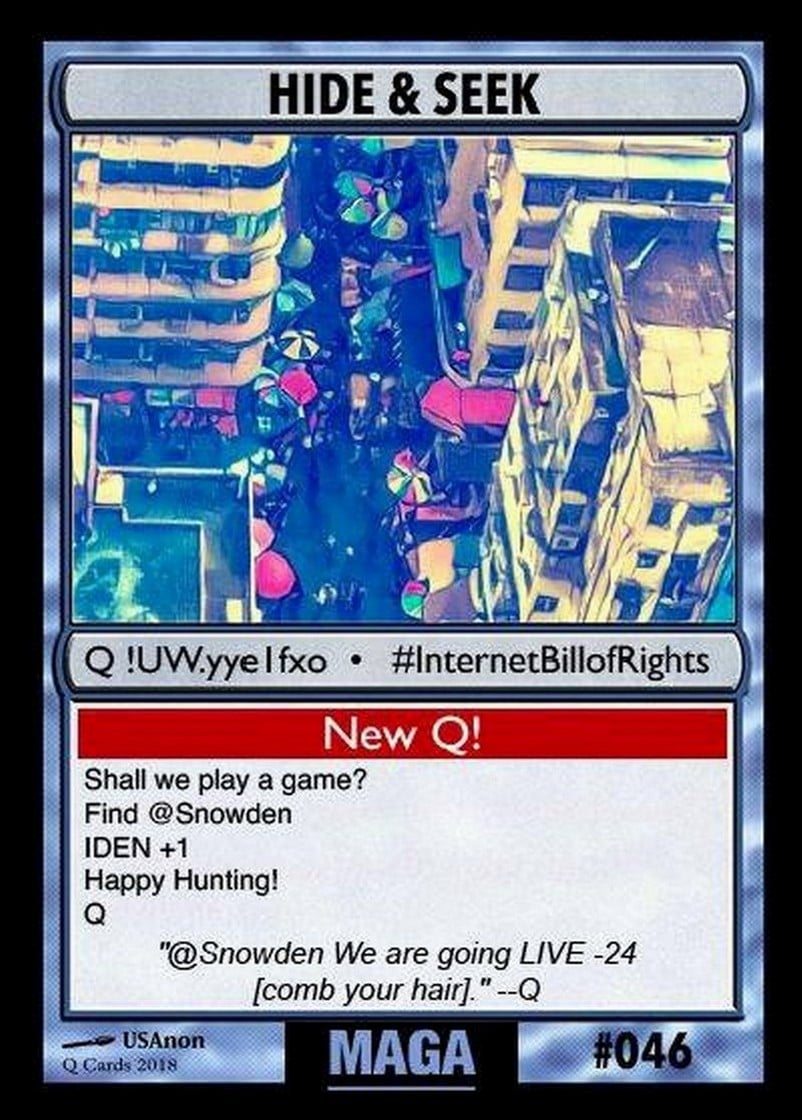 HIDE & SEEK
Q !UW.yye1fxo • #InternetBillofRights
New Q!
Shall we play a game?
Find @Snowden
IDEN +1
Happy Hunting!
Q
"@Snowden We are going LIVE -24
[comb your hair]." --Q
USAnon
Q Cards 2018
MAGA
#046